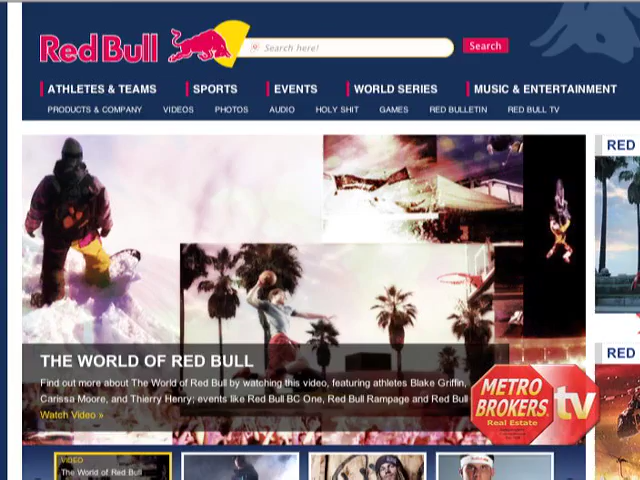 Red Bull
Search here!
Search
ATHLETES & TEAMS
SPORTS
EVENTS
WORLD SERIES
MUSIC & ENTERTAINMENT
PRODUCTS & COMPANY
VIDEOS
PHOTOS
AUDIO
HOLY SHIT
GAMES
RED BULLETIN
RED BULL TV
RED
THE WORLD OF RED BULL
Find out more about The World of Red Bull by watching this video, featuring athletes Blake Griffin,
Carissa Moore, and Thierry Henry; events like Red Bull BC One, Red Bull Rampage and Red Bull
Watch Video »
RED
METRO
BROKERS
Real Estate
tv
VIDEO
The World of Red Bull